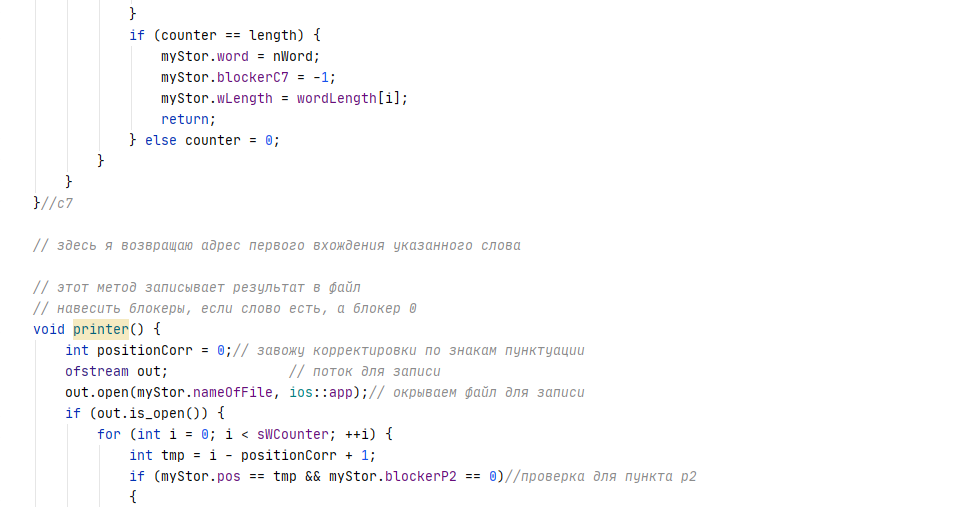 }
if (counter == length) {
myStor.word = nWord;
myStor.blockerC7 = -1;
myStor.wLength = wordLength[i];
return;
} else counter = 0;
}
}
}//c7
// здесь я возвращаю адрес первого вхождения указанного слова
// этот метод записывает результат в файл
// навесить блокеры, если слово есть, а блокер 0
void printer() {
int positionCorr = 0;// завожу корректировки по знакам пунктуации
ofstream out;               // поток для записи
out.open(myStor.nameOfFile, ios::app);// окрываем файл для записи
if (out.is_open()) {
for (int i = 0; i < sWCounter; ++i) {
int tmp = i - positionCorr + 1;
if (myStor.pos == tmp && myStor.blockerP2 == 0)//проверка для пункта p2
{